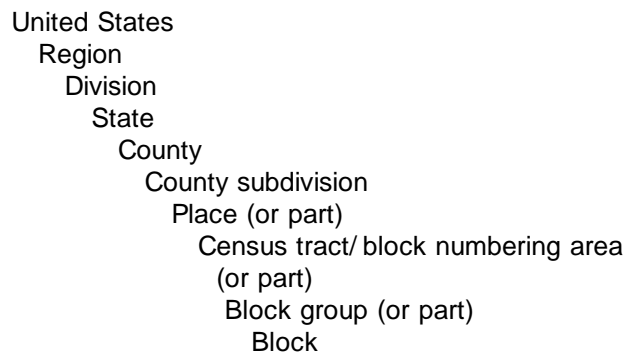 United States
Region
Division
State
County
County subdivision
Place (or part)
Census tract/ block numbering area
(or part)
Block group (or part)
Block